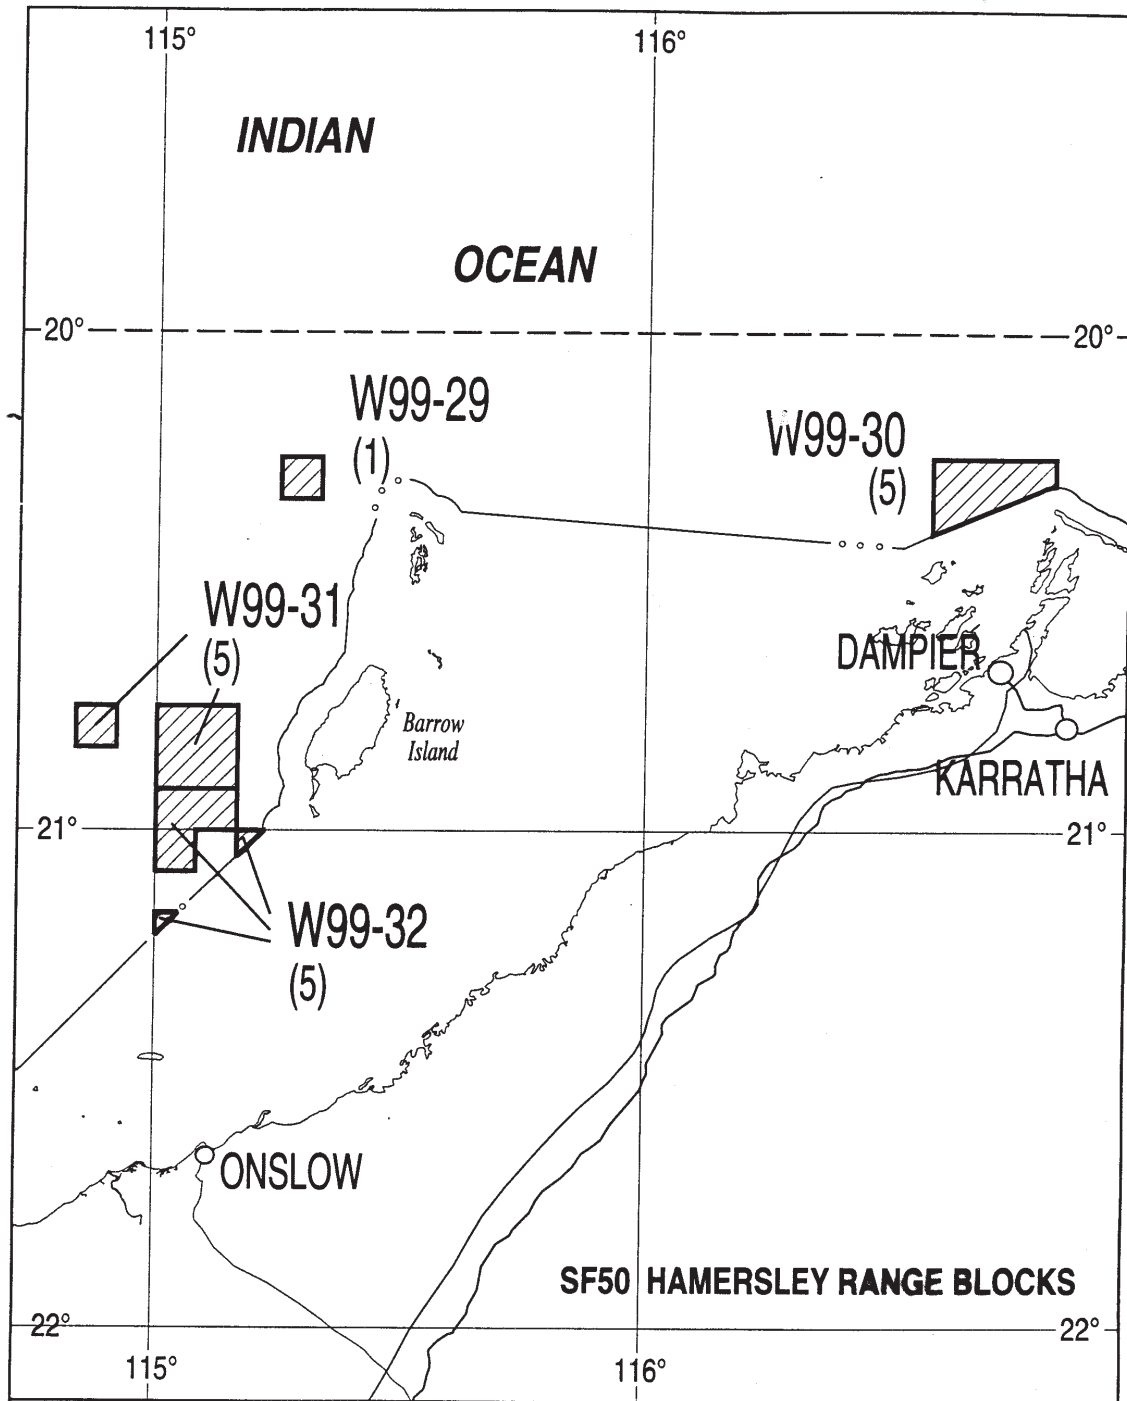 115°
116°
INDIAN
OCEAN
20°
20°
W99-29
(1)
W99-30
(5)
W99-31
(5)
DAMPIER
Barrow
Island
KARRATHA
21°
21°
W99-32
(5)
ONSLOW
SF50 HAMERSLEY RANGE BLOCKS
22°
22°
115°
116°